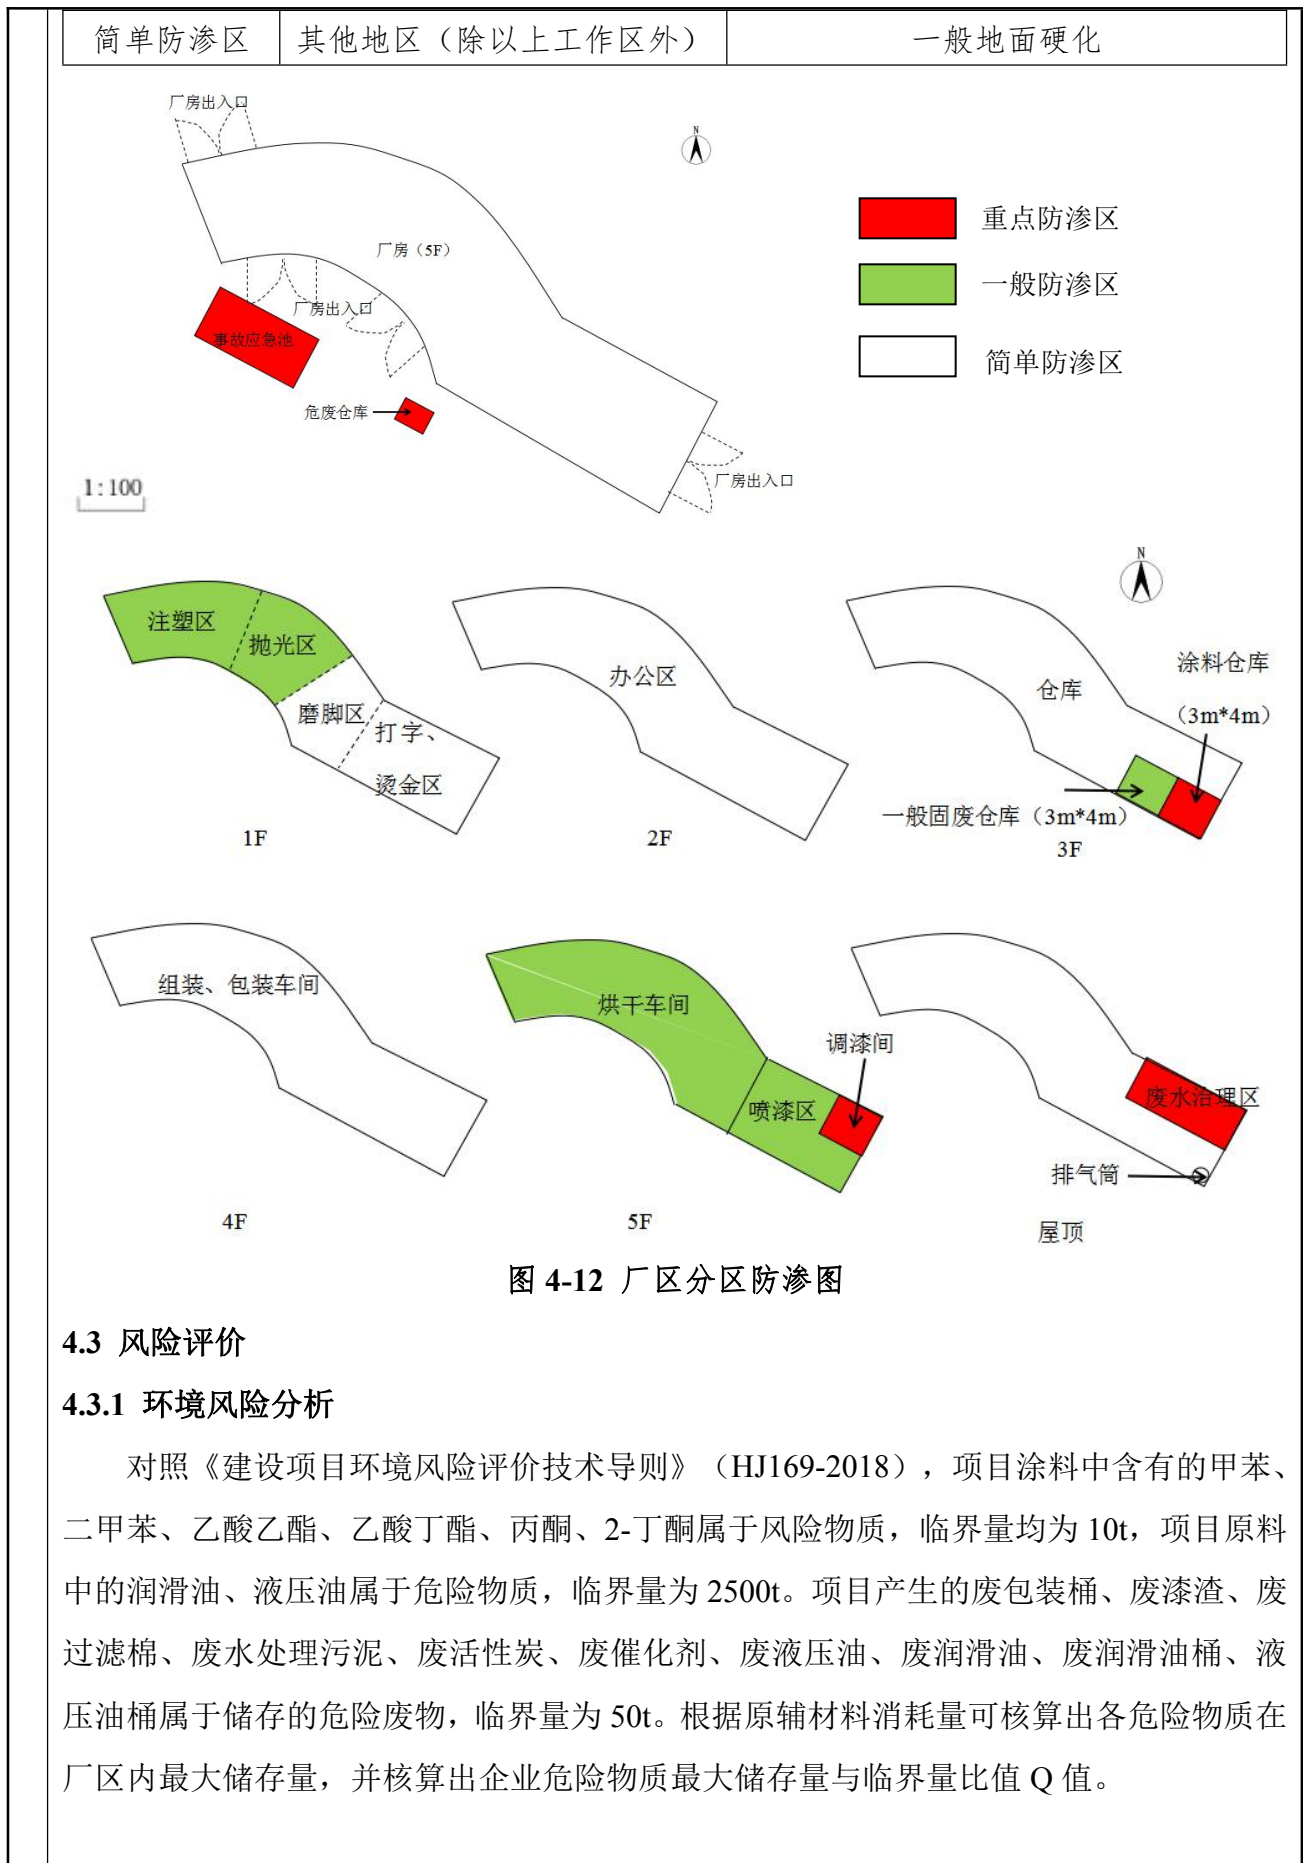 简单防渗区 其他地区（除以上工作区外） 一般地面硬化
厂房出入口
N
重点防渗区
厂房（5F）
一般防渗区
厂房出入口
事故应急池
简单防渗区
危废仓库
厂房出入口
1:100
N
注塑区
抛光区
磨脚区
打字、
烫金区
1F
办公区
2F
仓库
涂料仓库
（3m*4m）
一般固废仓库（3m*4m）
3F
组装、包装车间
4F
烘干车间
调漆间
喷漆区
5F
废水治理区
排气筒
屋顶
图 4-12 厂区分区防渗图
4.3 风险评价
4.3.1 环境风险分析
对照《建设项目环境风险评价技术导则》（HJ169-2018），项目涂料中含有的甲苯、
二甲苯、乙酸乙酯、乙酸丁酯、丙酮、2-丁酮属于风险物质，临界量均为 10t，项目原料
中的润滑油、液压油属于危险物质，临界量为 2500t。项目产生的废包装桶、废漆渣、废
过滤棉、废水处理污泥、废活性炭、废催化剂、废液压油、废润滑油、废润滑油桶、液
压油桶属于储存的危险废物，临界量为 50t。根据原辅材料消耗量可核算出各危险物质在
厂区内最大储存量，并核算出企业危险物质最大储存量与临界量比值 Q 值。